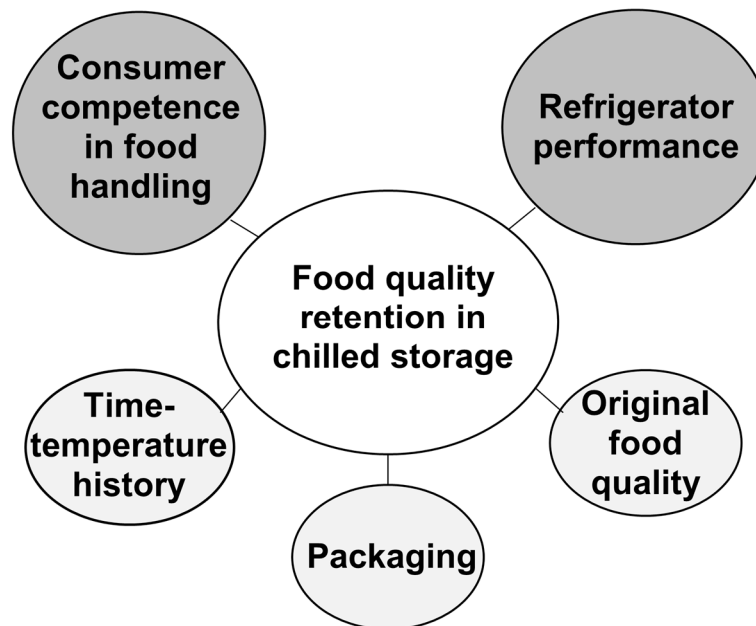 Consumer
competence
in food
handling
Refrigerator
performance
Food quality
retention in
chilled storage
Time-
temperature
history
Original
food
quality
Packaging